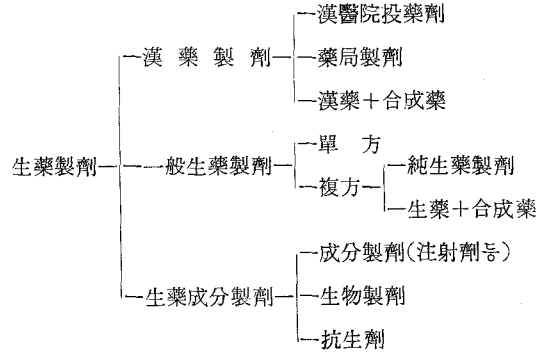 漢醫院投藥劑
漢藥製劑 藥局製劑
漢藥＋合成藥
單方
生藥製劑 一般生藥製劑 純生藥製劑
複方
生藥＋合成藥
成分製劑(注射劑등)
生藥成分製劑 生物製劑
抗生劑